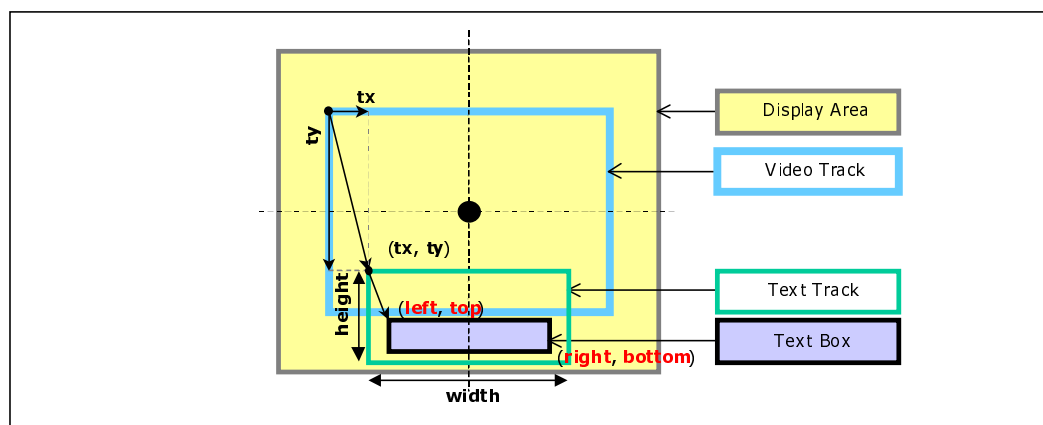 tx
Display Area
ty
Video Track
(tx, ty)
height
Text Track
(left, top)
Text Box
(right, bottom)
width